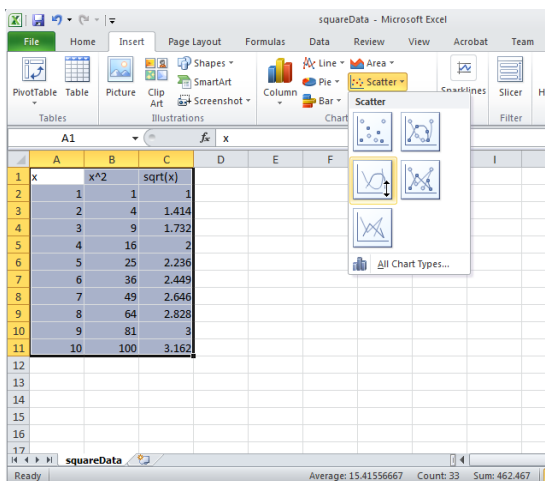 squareData - Microsoft Excel
File Home Insert Page Layout Formulas Data Review View Acrobat Team
PivotTable Table Picture Clip Art Shapes SmartArt Screenshot Column Line Pie Bar Area Scatter Sparklines Slicer H
Tables Illustrations Chart Filter
Scatter
All Chart Types...
A1 fx x
A B C D E F I
1 x x^2 sqrt(x)
2 1 1 1
3 2 4 1.414
4 3 9 1.732
5 4 16 2
6 5 25 2.236
7 6 36 2.449
8 7 49 2.646
9 8 64 2.828
10 9 81 3
11 10 100 3.162
12
13
14
15
16
17
squareData
Ready Average: 15.41556667 Count: 33 Sum: 462.467